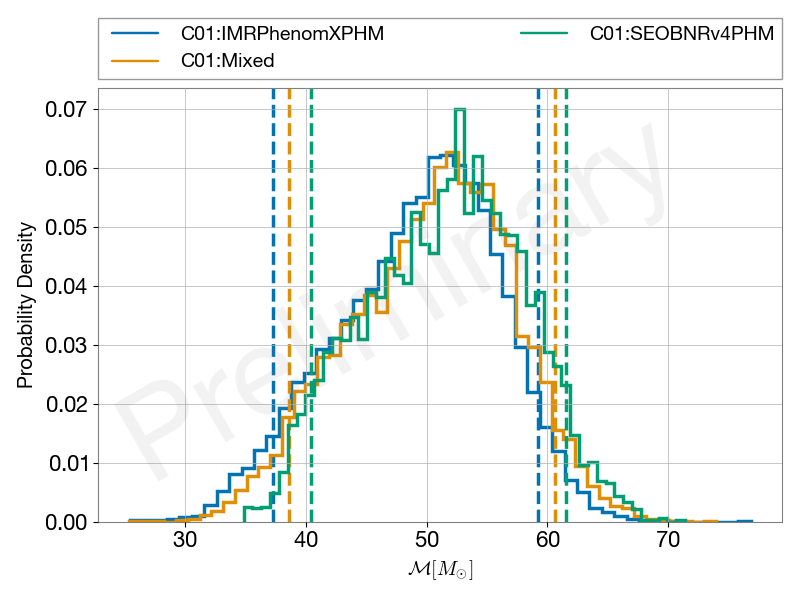 C01:IMRPhenomXPHM
C01:Mixed
C01:SEOBNRv4PHM
Probability Density
0.07
0.06
0.05
0.04
0.03
0.02
0.01
0.00
30 40 50 60 70
ℳ[M☉]
Preliminary